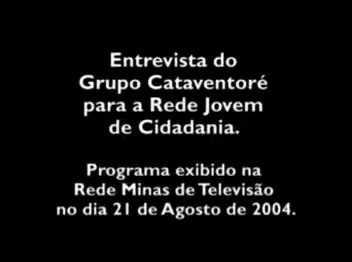 Entrevista do
Grupo Cataventoré
para a Rede Jovem
de Cidadania.
Programa exibido na
Rede Minas de Televisão
no dia 21 de Agosto de 2004.